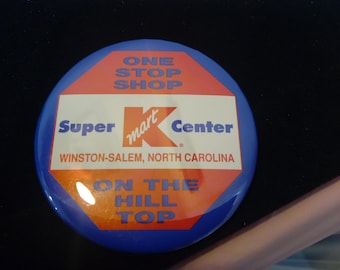 ONE
STOP
SHOP
Super K mart Center
WINSTON-SALEM, NORTH CAROLINA
ON THE
HILL
TOP